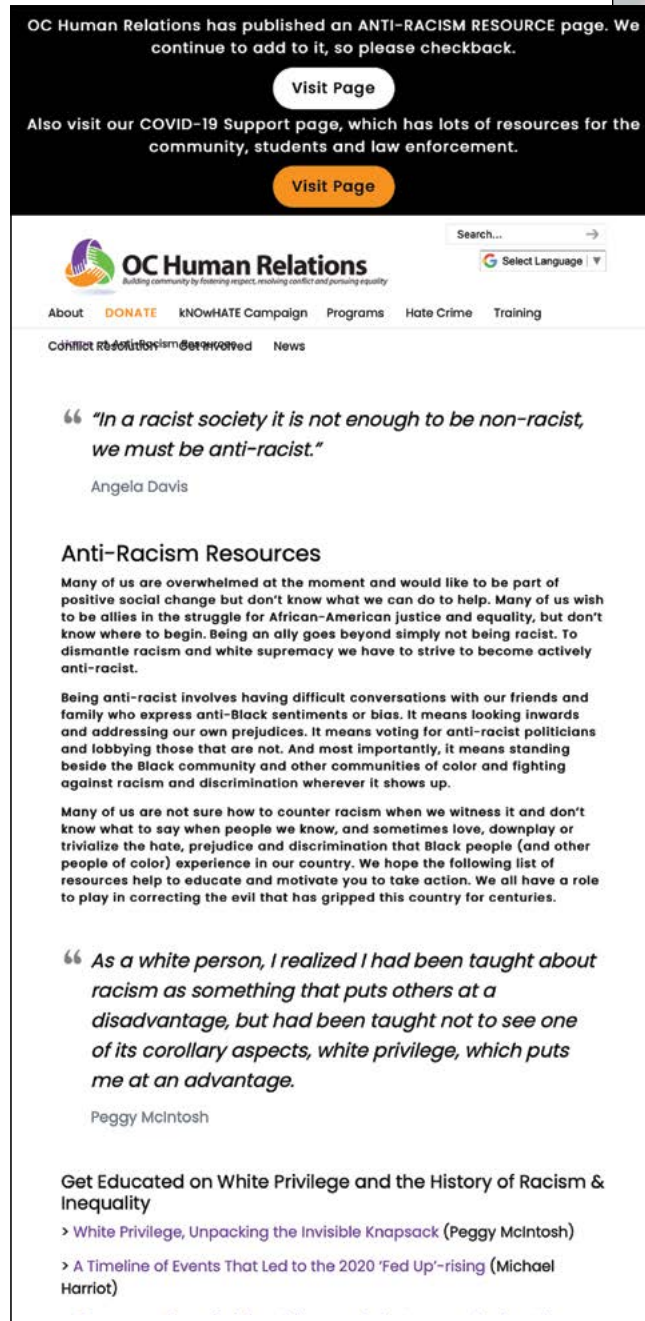 OC Human Relations has published an ANTI-RACISM RESOURCE page. We
continue to add to it, so please checkback.
Visit Page
Also visit our COVID-19 Support page, which has lots of resources for the
community, students and law enforcement.
Visit Page
Search...
Select Language
OC Human Relations
Building community by fostering respect, resolving conflict and pursuing equality
About DONATE kNOwHATE Campaign Programs Hate Crime Training
Conflict Resolution Get Involved News
“In a racist society it is not enough to be non-racist,
we must be anti-racist.”
Angela Davis
Anti-Racism Resources
Many of us are overwhelmed at the moment and would like to be part of
positive social change but don’t know what we can do to help. Many of us wish
to be allies in the struggle for African-American justice and equality, but don’t
know where to begin. Being an ally goes beyond simply not being racist. To
dismantle racism and white supremacy we have to strive to become actively
anti-racist.
Being anti-racist involves having difficult conversations with our friends and
family who express anti-Black sentiments or bias. It means looking inwards
and addressing our own prejudices. It means voting for anti-racist politicians
and lobbying those that are not. And most importantly, it means standing
beside the Black community and other communities of color and fighting
against racism and discrimination wherever it shows up.
Many of us are not sure how to counter racism when we witness it and don’t
know what to say when people we know, and sometimes love, downplay or
trivialize the hate, prejudice and discrimination that Black people (and other
people of color) experience in our country. We hope the following list of
resources help to educate and motivate you to take action. We all have a role
to play in correcting the evil that has gripped this country for centuries.
“ As a white person, I realized I had been taught about
racism as something that puts others at a
disadvantage, but had been taught not to see one
of its corollary aspects, white privilege, which puts
me at an advantage.
Peggy McIntosh
Get Educated on White Privilege and the History of Racism &
Inequality
> White Privilege, Unpacking the Invisible Knapsack (Peggy McIntosh)
> A Timeline of Events That Led to the 2020 ‘Fed Up’-rising (Michael
Harriot)